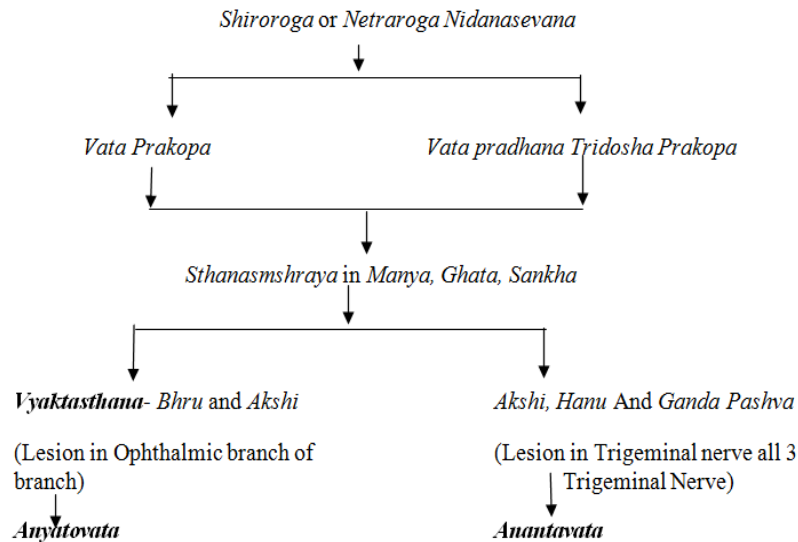 Shiroroga or Netraroga Nidanasevana
Vata Prakopa
Vata pradhana Tridosha Prakopa
Sthanasmshraya in Manya, Ghata, Sankha
Vyaktasthana- Bhru and Akshi
(Lesion in Ophthalmic branch of
branch)
Anyatovata
Akshi, Hanu And Ganda Pashva
(Lesion in Trigeminal nerve all 3
Trigeminal Nerve)
Anantavata